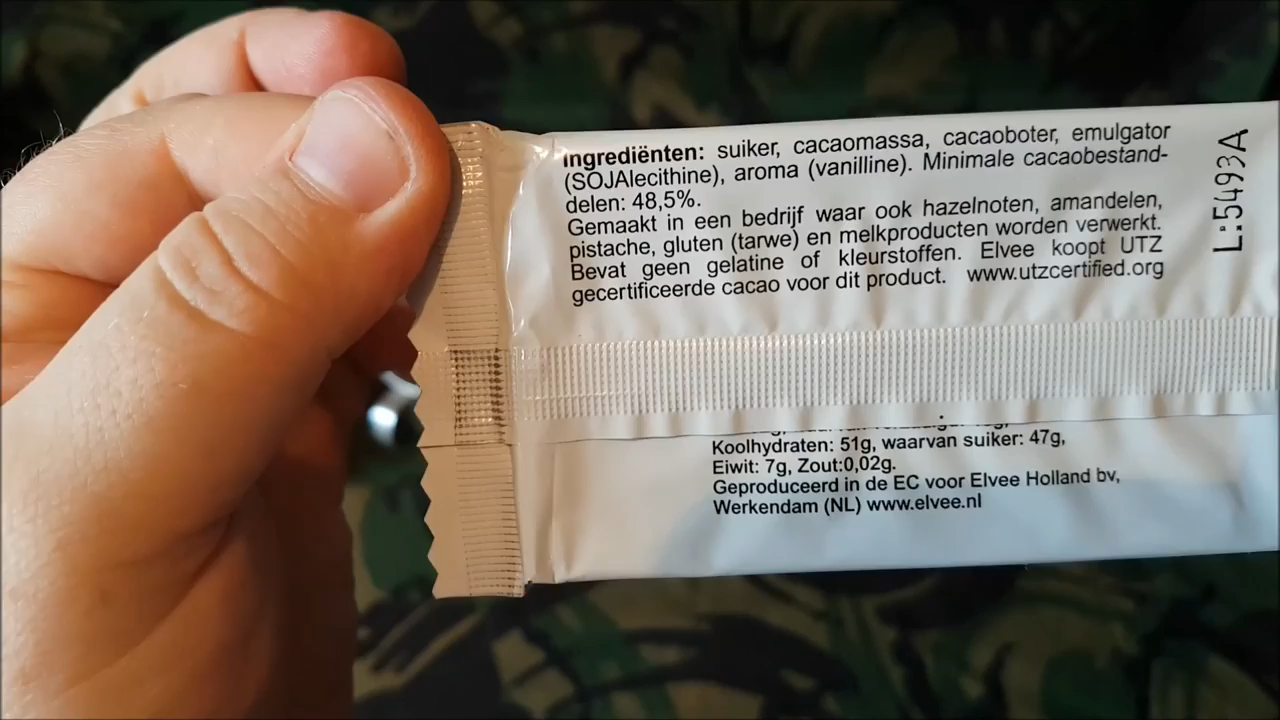 Ingrediënten: suiker, cacaomassa, cacaoboter, emulgator
(SOJAlecithine), aroma (vanilline). Minimale cacaobestand-
delen: 48,5%.
Gemaakt in een bedrijf waar ook hazelnoten, amandelen,
pistache, gluten (tarwe) en melkproducten worden verwerkt.
Bevat geen gelatine of kleurstoffen. Elvee koopt UTZ
gecertificeerde cacao voor dit product. www.utzcertified.org
L:5493A
Koolhydraten: 51g, waarvan suiker: 47g,
Eiwit: 7g, Zout:0,02g.
Geproduceerd in de EC voor Elvee Holland bv,
Werkendam (NL) www.elvee.nl